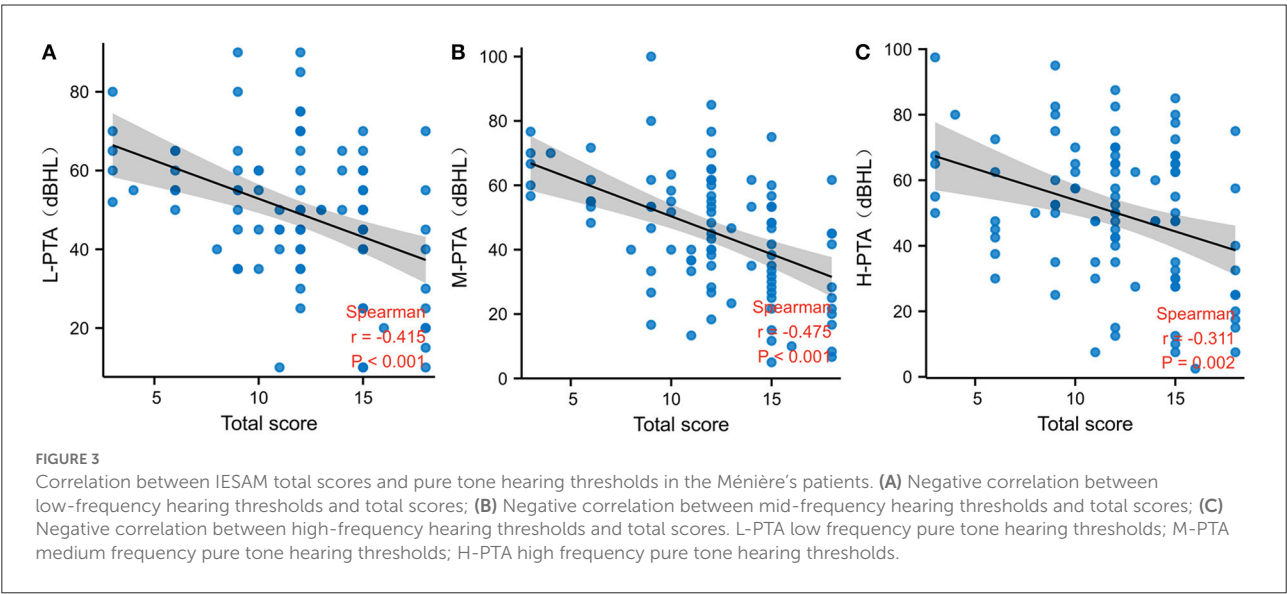 A
L-PTA（dBHL）
80
60
40
20
5
10
15
Total score
Spearman
r = -0.415
P < 0.001
B
M-PTA（dBHL）
100
80
60
40
20
0
5
10
15
Total score
Spearman
r = -0.475
P < 0.001
C
H-PTA（dBHL）
100
80
60
40
20
0
5
10
15
Total score
Spearman
r = -0.311
P = 0.002
FIGURE 3
Correlation between IESAM total scores and pure tone hearing thresholds in the Ménière's patients. (A) Negative correlation between
low-frequency hearing thresholds and total scores; (B) Negative correlation between mid-frequency hearing thresholds and total scores; (C)
Negative correlation between high-frequency hearing thresholds and total scores. L-PTA low frequency pure tone hearing thresholds; M-PTA
medium frequency pure tone hearing thresholds; H-PTA high frequency pure tone hearing thresholds.